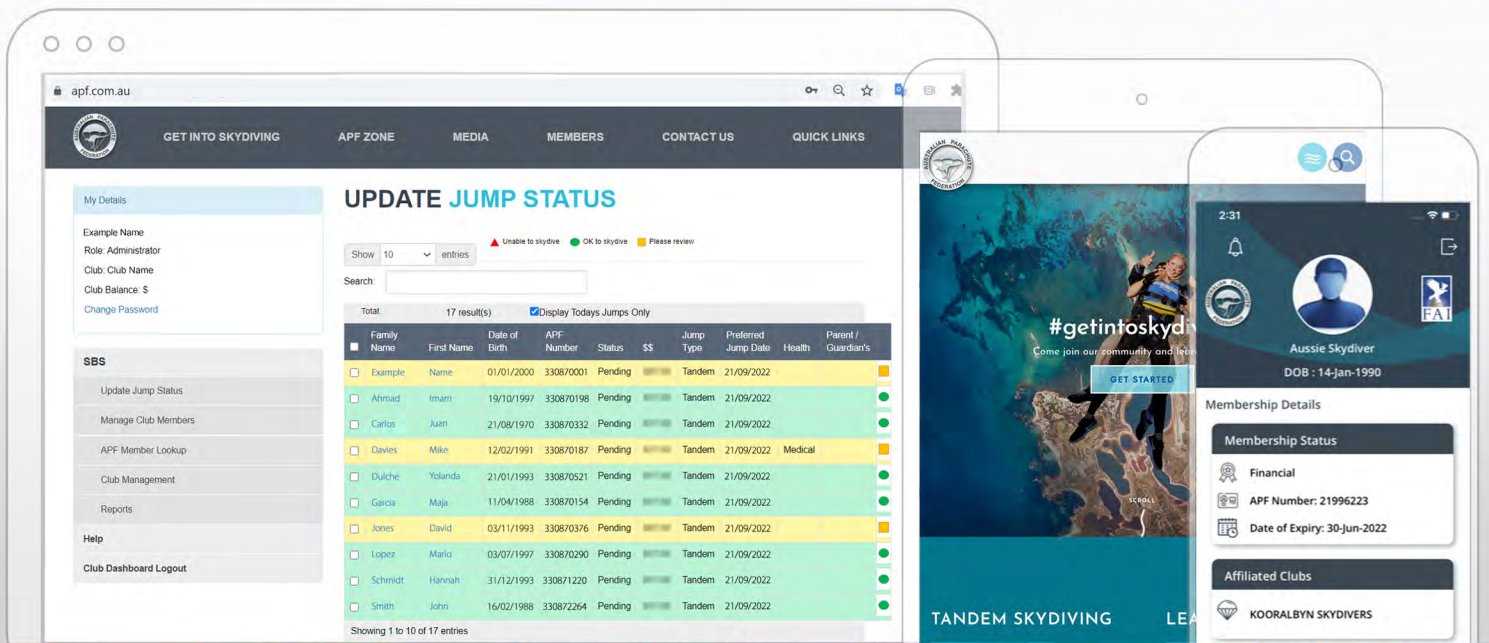 apf.com.au
AUSTRALIAN PARACHUTE FEDERATION
GET INTO SKYDIVING
APF ZONE
MEDIA
MEMBERS
CONTACT US
QUICK LINKS
My Details
Example Name
Role: Administrator
Club: Club Name
Club Balance: $
Change Password
SBS
Update Jump Status
Manage Club Members
APF Member Lookup
Club Management
Reports
Help
Club Dashboard Logout
UPDATE JUMP STATUS
Show 10 entries
Unable to skydive OK to skydive Please review
Search:
Total: 17 result(s) Display Todays Jumps Only
Family Name First Name Date of Birth APF Number Status $$ Jump Type Preferred Jump Date Health Parent / Guardian's
Example Name 01/01/2000 330870001 Pending Tandem 21/09/2022
Ahmad Imam 19/10/1997 330870198 Pending Tandem 21/09/2022
Carlos Juan 21/08/1970 330870332 Pending Tandem 21/09/2022
Davies Mike 12/02/1991 330870187 Pending Tandem 21/09/2022 Medical
Dulche Yolanda 21/01/1993 330870521 Pending Tandem 21/09/2022
Garcia Maja 11/04/1988 330870154 Pending Tandem 21/09/2022
Jones David 03/11/1993 330870376 Pending Tandem 21/09/2022
Lopez Mario 03/07/1997 330870290 Pending Tandem 21/09/2022
Schmidt Hannah 31/12/1993 330871220 Pending Tandem 21/09/2022
Smith John 16/02/1988 330872264 Pending Tandem 21/09/2022
Showing 1 to 10 of 17 entries
AUSTRALIAN PARACHUTE FEDERATION
#getintoskydiv
Come join our community and lear
GET STARTED
SCROLL
TANDEM SKYDIVING
LEA
2:31
FAI
Aussie Skydiver
DOB : 14-Jan-1990
Membership Details
Membership Status
Financial
APF Number: 21996223
Date of Expiry: 30-Jun-2022
Affiliated Clubs
KOORALBYN SKYDIVERS